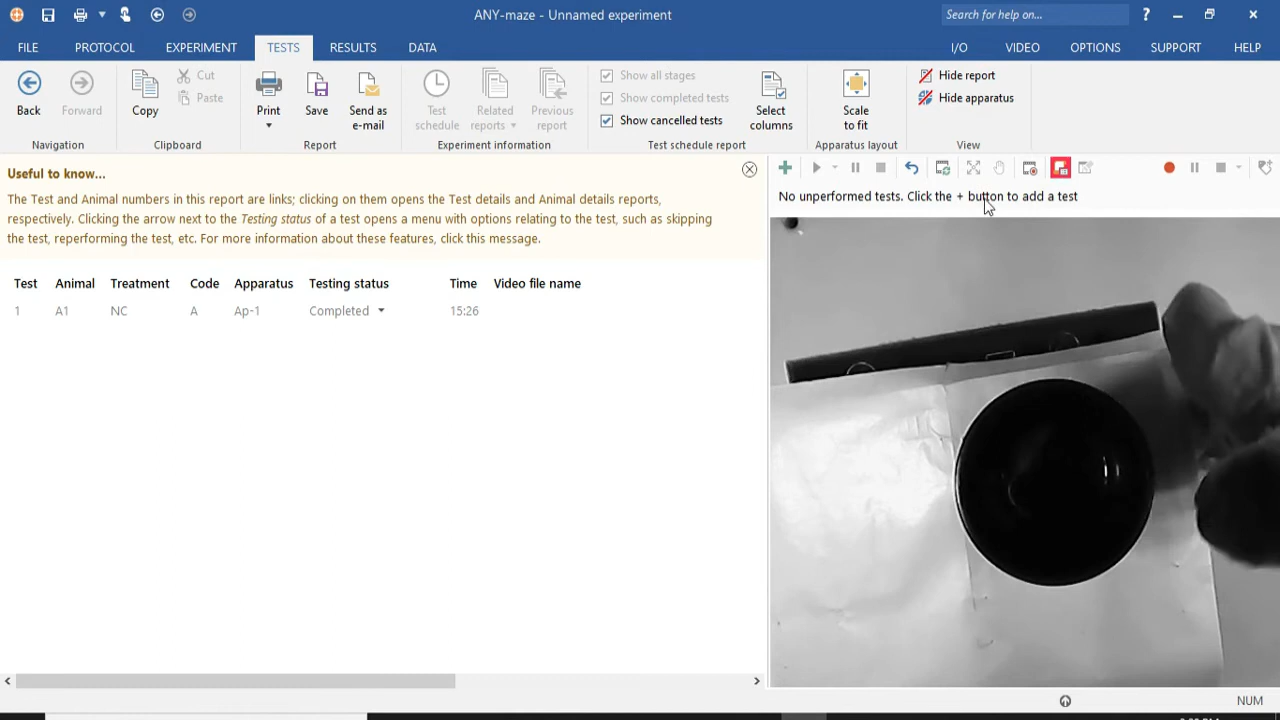 ANY-maze - Unnamed experiment
Search for help on...
FILE PROTOCOL EXPERIMENT TESTS RESULTS DATA I/O VIDEO OPTIONS SUPPORT HELP
Back
Forward
Navigation
Copy
Cut
Paste
Clipboard
Print
Save
Send as
e-mail
Report
Test
schedule
Related
reports
Previous
report
Experiment information
Show all stages
Show completed tests
Show cancelled tests
Select
columns
Test schedule report
Scale
to fit
Apparatus layout
Hide report
Hide apparatus
View
Useful to know...
The Test and Animal numbers in this report are links; clicking on them opens the Test details and Animal details reports,
respectively. Clicking the arrow next to the Testing status of a test opens a menu with options relating to the test, such as skipping
the test, reperforming the test, etc. For more information about these features, click this message.
Test Animal Treatment Code Apparatus Testing status Time Video file name
1 A1 NC A Ap-1 Completed 15:26
No unperformed tests. Click the + button to add a test
NUM